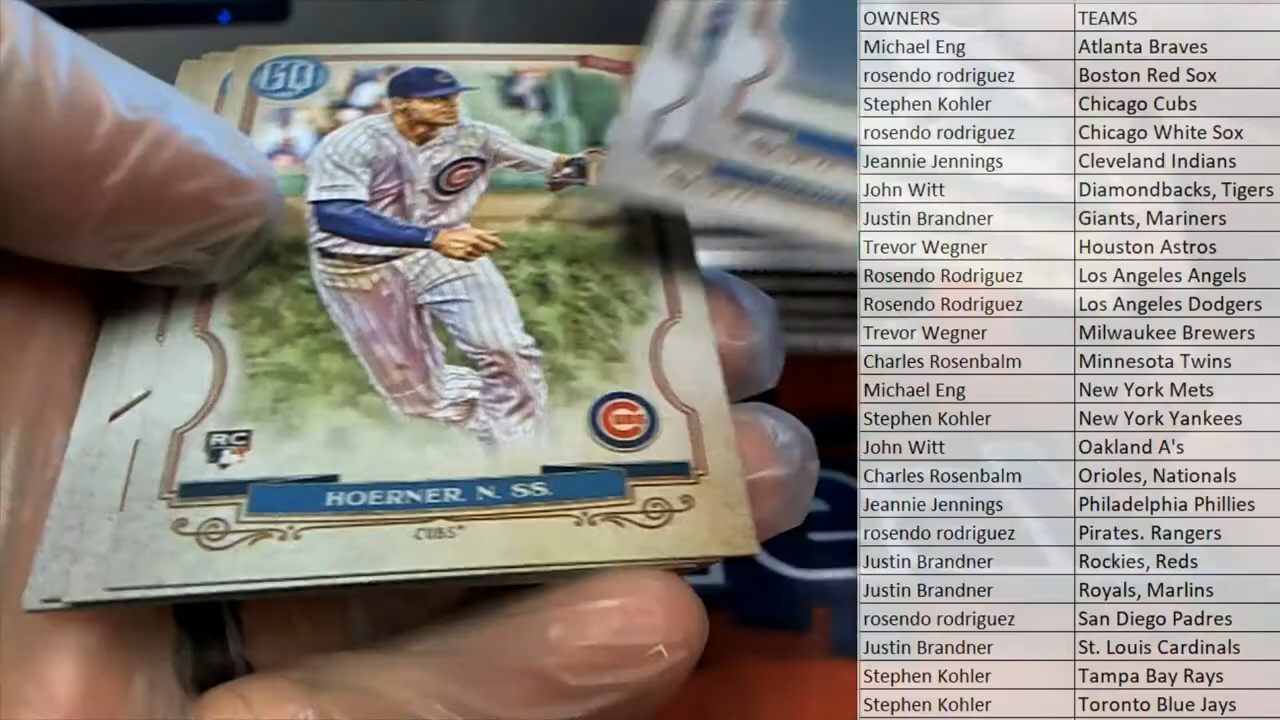 GQ
RC
HOERNER. N. SS.
CUBS
OWNERS TEAMS
Michael Eng Atlanta Braves
rosendo rodriguez Boston Red Sox
Stephen Kohler Chicago Cubs
rosendo rodriguez Chicago White Sox
Jeannie Jennings Cleveland Indians
John Witt Diamondbacks, Tigers
Justin Brandner Giants, Mariners
Trevor Wegner Houston Astros
Rosendo Rodriguez Los Angeles Angels
Rosendo Rodriguez Los Angeles Dodgers
Trevor Wegner Milwaukee Brewers
Charles Rosenbalm Minnesota Twins
Michael Eng New York Mets
Stephen Kohler New York Yankees
John Witt Oakland A's
Charles Rosenbalm Orioles, Nationals
Jeannie Jennings Philadelphia Phillies
rosendo rodriguez Pirates. Rangers
Justin Brandner Rockies, Reds
Justin Brandner Royals, Marlins
rosendo rodriguez San Diego Padres
Justin Brandner St. Louis Cardinals
Stephen Kohler Tampa Bay Rays
Stephen Kohler Toronto Blue Jays